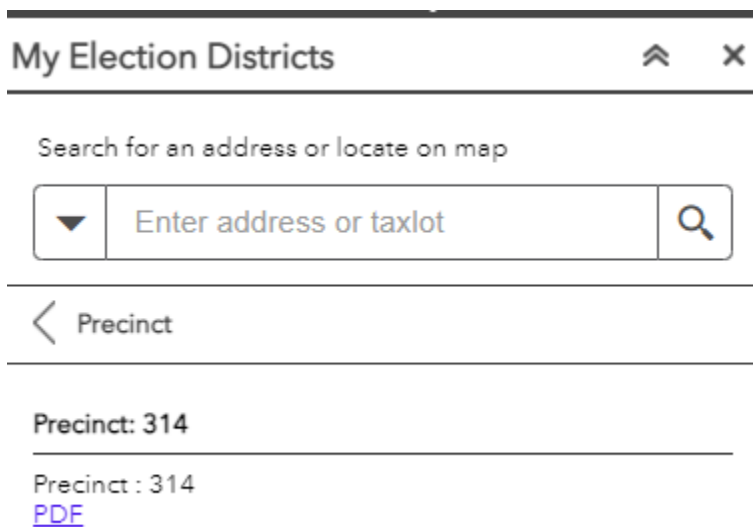 My Election Districts
Search for an address or locate on map
Enter address or taxlot
Precinct
Precinct: 314
Precinct : 314
PDF